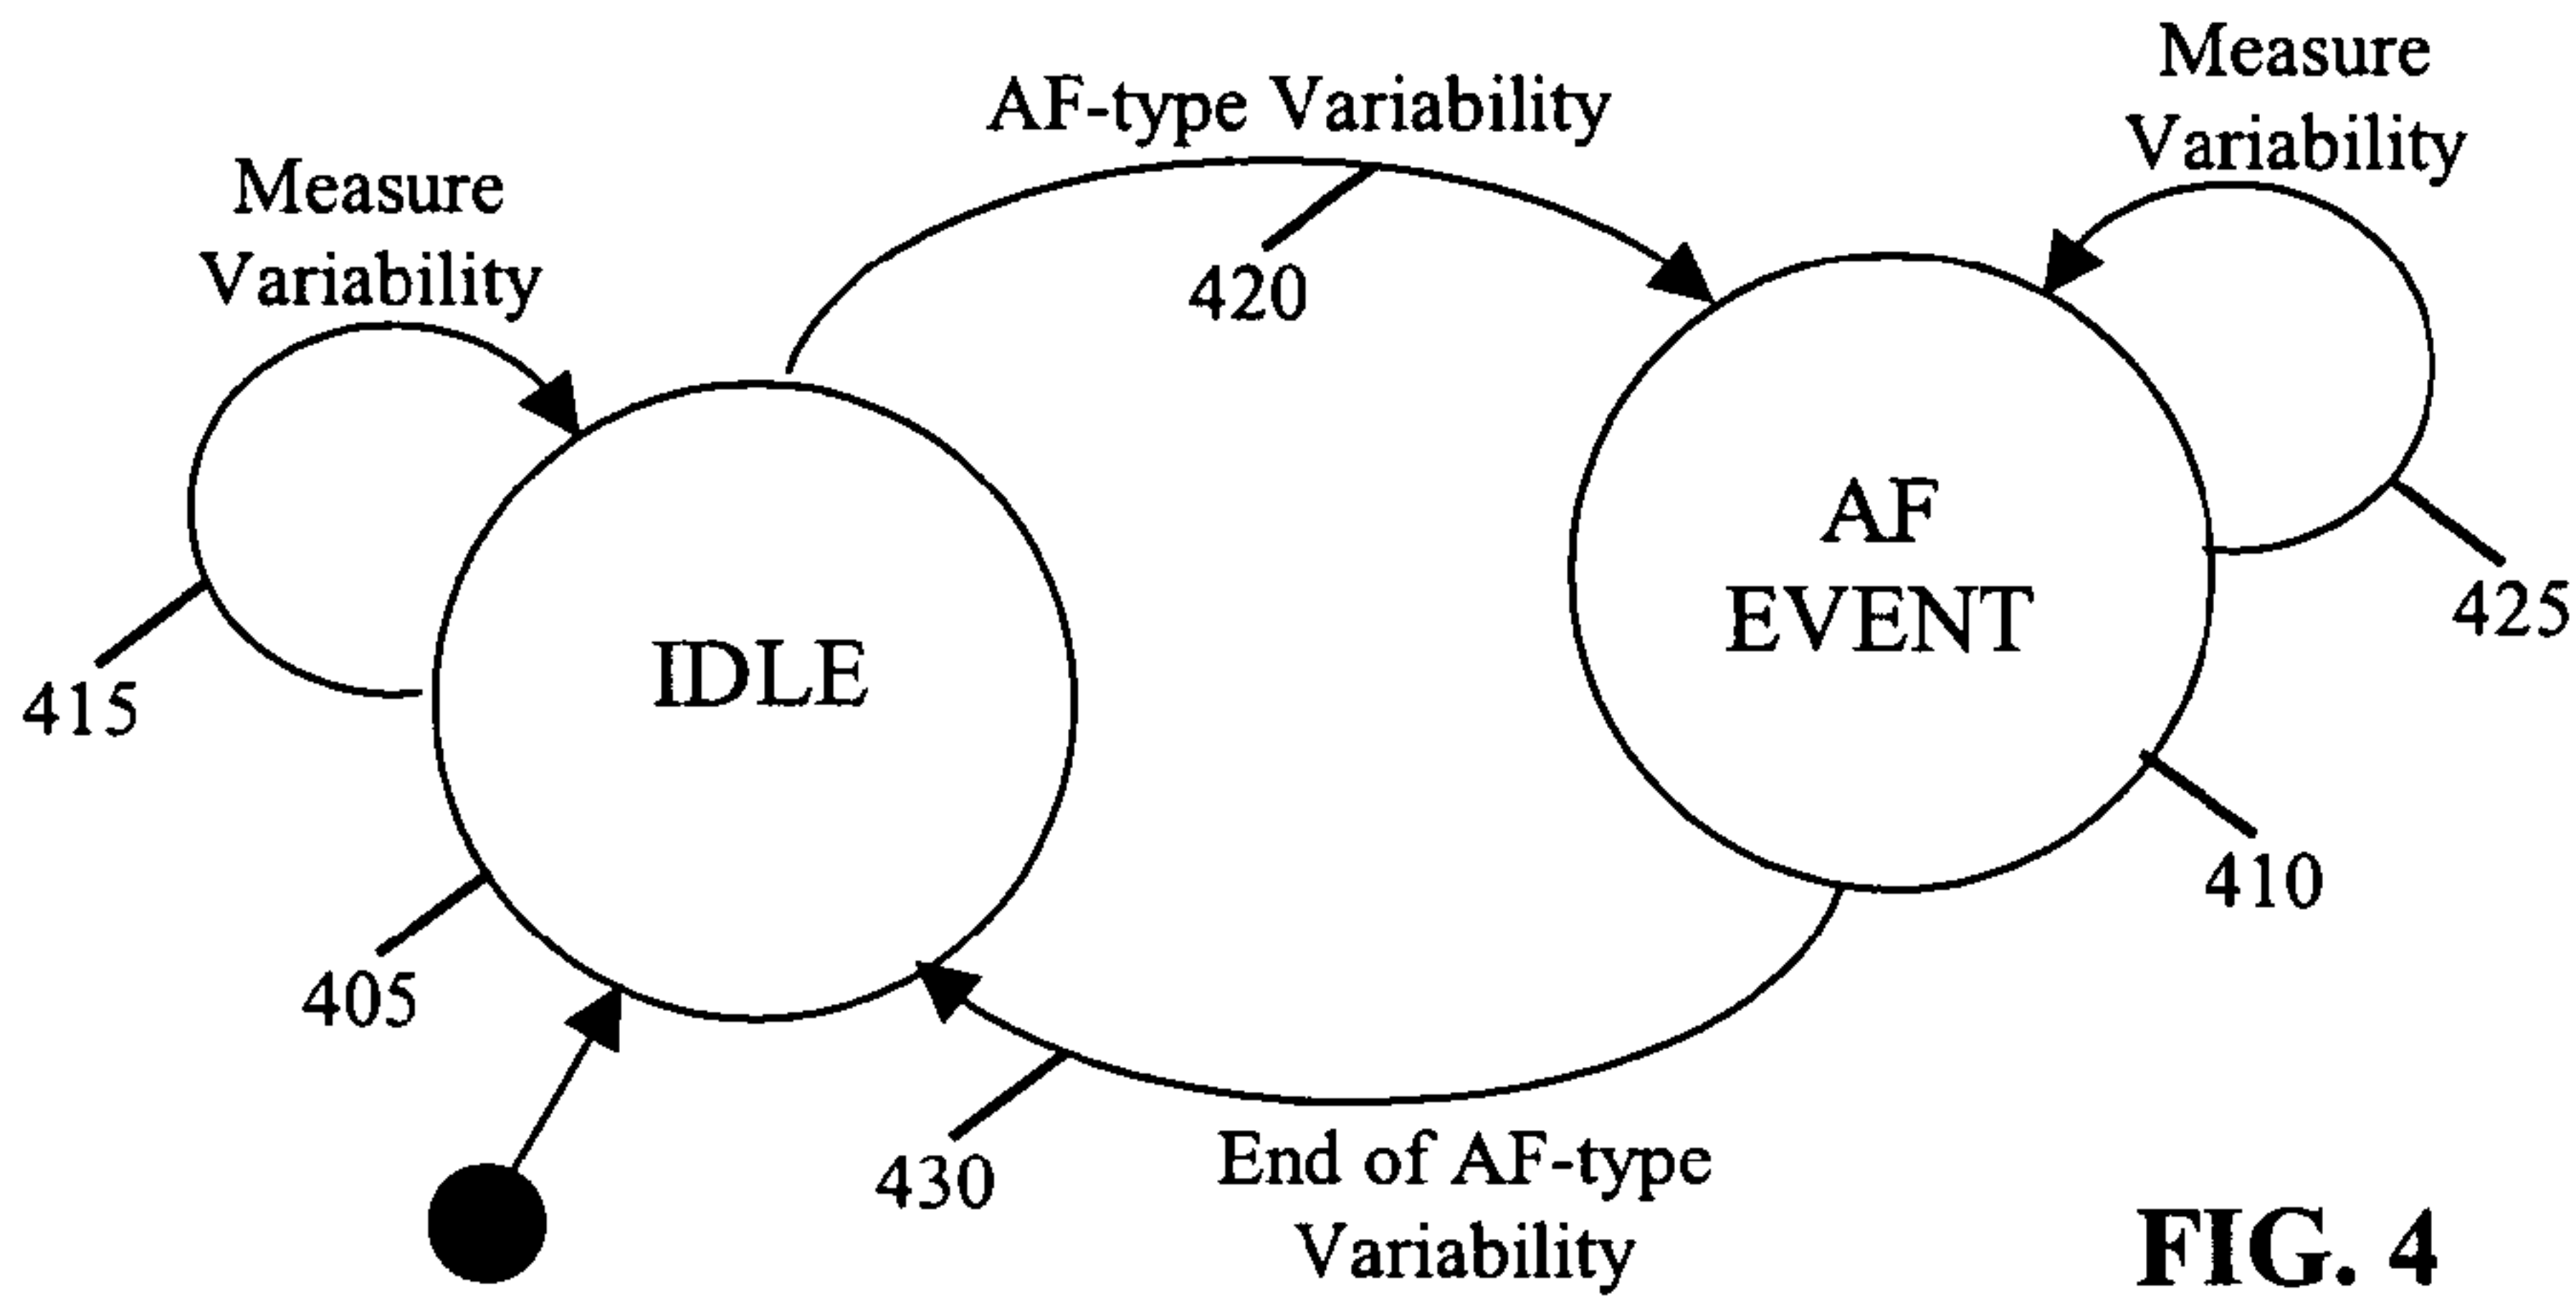 Measure
Variability
AF-type Variability
Measure
Variability
420
415
IDLE
AF
EVENT
425
410
405
430
End of AF-type
Variability
FIG. 4